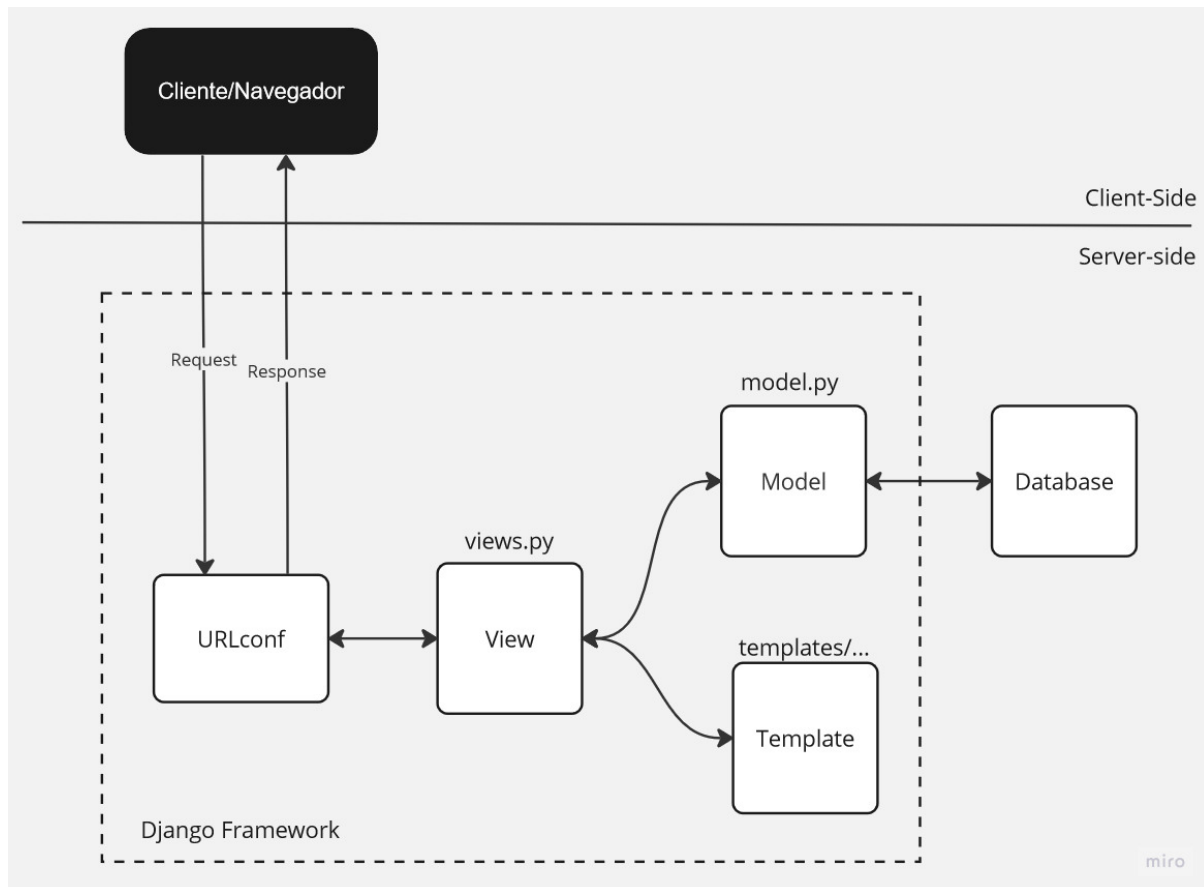 Cliente/Navegador
Client-Side
Server-side
Request
Response
model.py
Model
Database
views.py
URLconf
View
templates/...
Template
Django Framework
miro